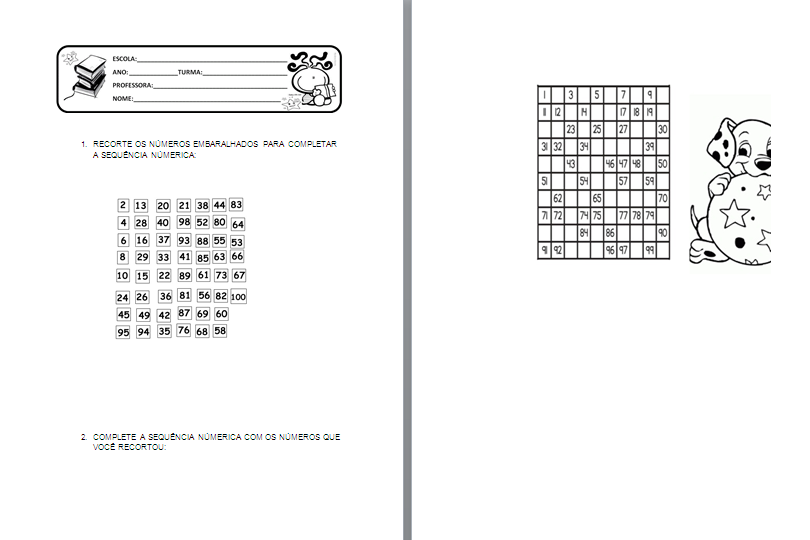 ESCOLA:
ANO: TURMA:
PROFESSORA:
NOME:
1. RECORTE OS NÚMEROS EMBARALHADOS PARA COMPLETAR
A SEQUÊNCIA NÚMERICA:
2 13 20 21 38 44 83
4 28 40 98 52 80 64
6 16 37 93 88 55 53
8 29 33 41 85 63 66
10 15 22 89 61 73 67
24 26 36 81 56 82 100
45 49 42 87 69 60
95 94 35 76 68 58
2. COMPLETE A SEQUÊNCIA NÚMERICA COM OS NÚMEROS QUE
VOCÊ RECORTOU:
1 3 5 7 9
11 12 14 17 18 19
23 25 27 30
31 32 34 39
43 46 47 48 50
51 54 57 59
62 65 70
71 72 74 75 77 78 79
84 86 90
91 92 96 97 99